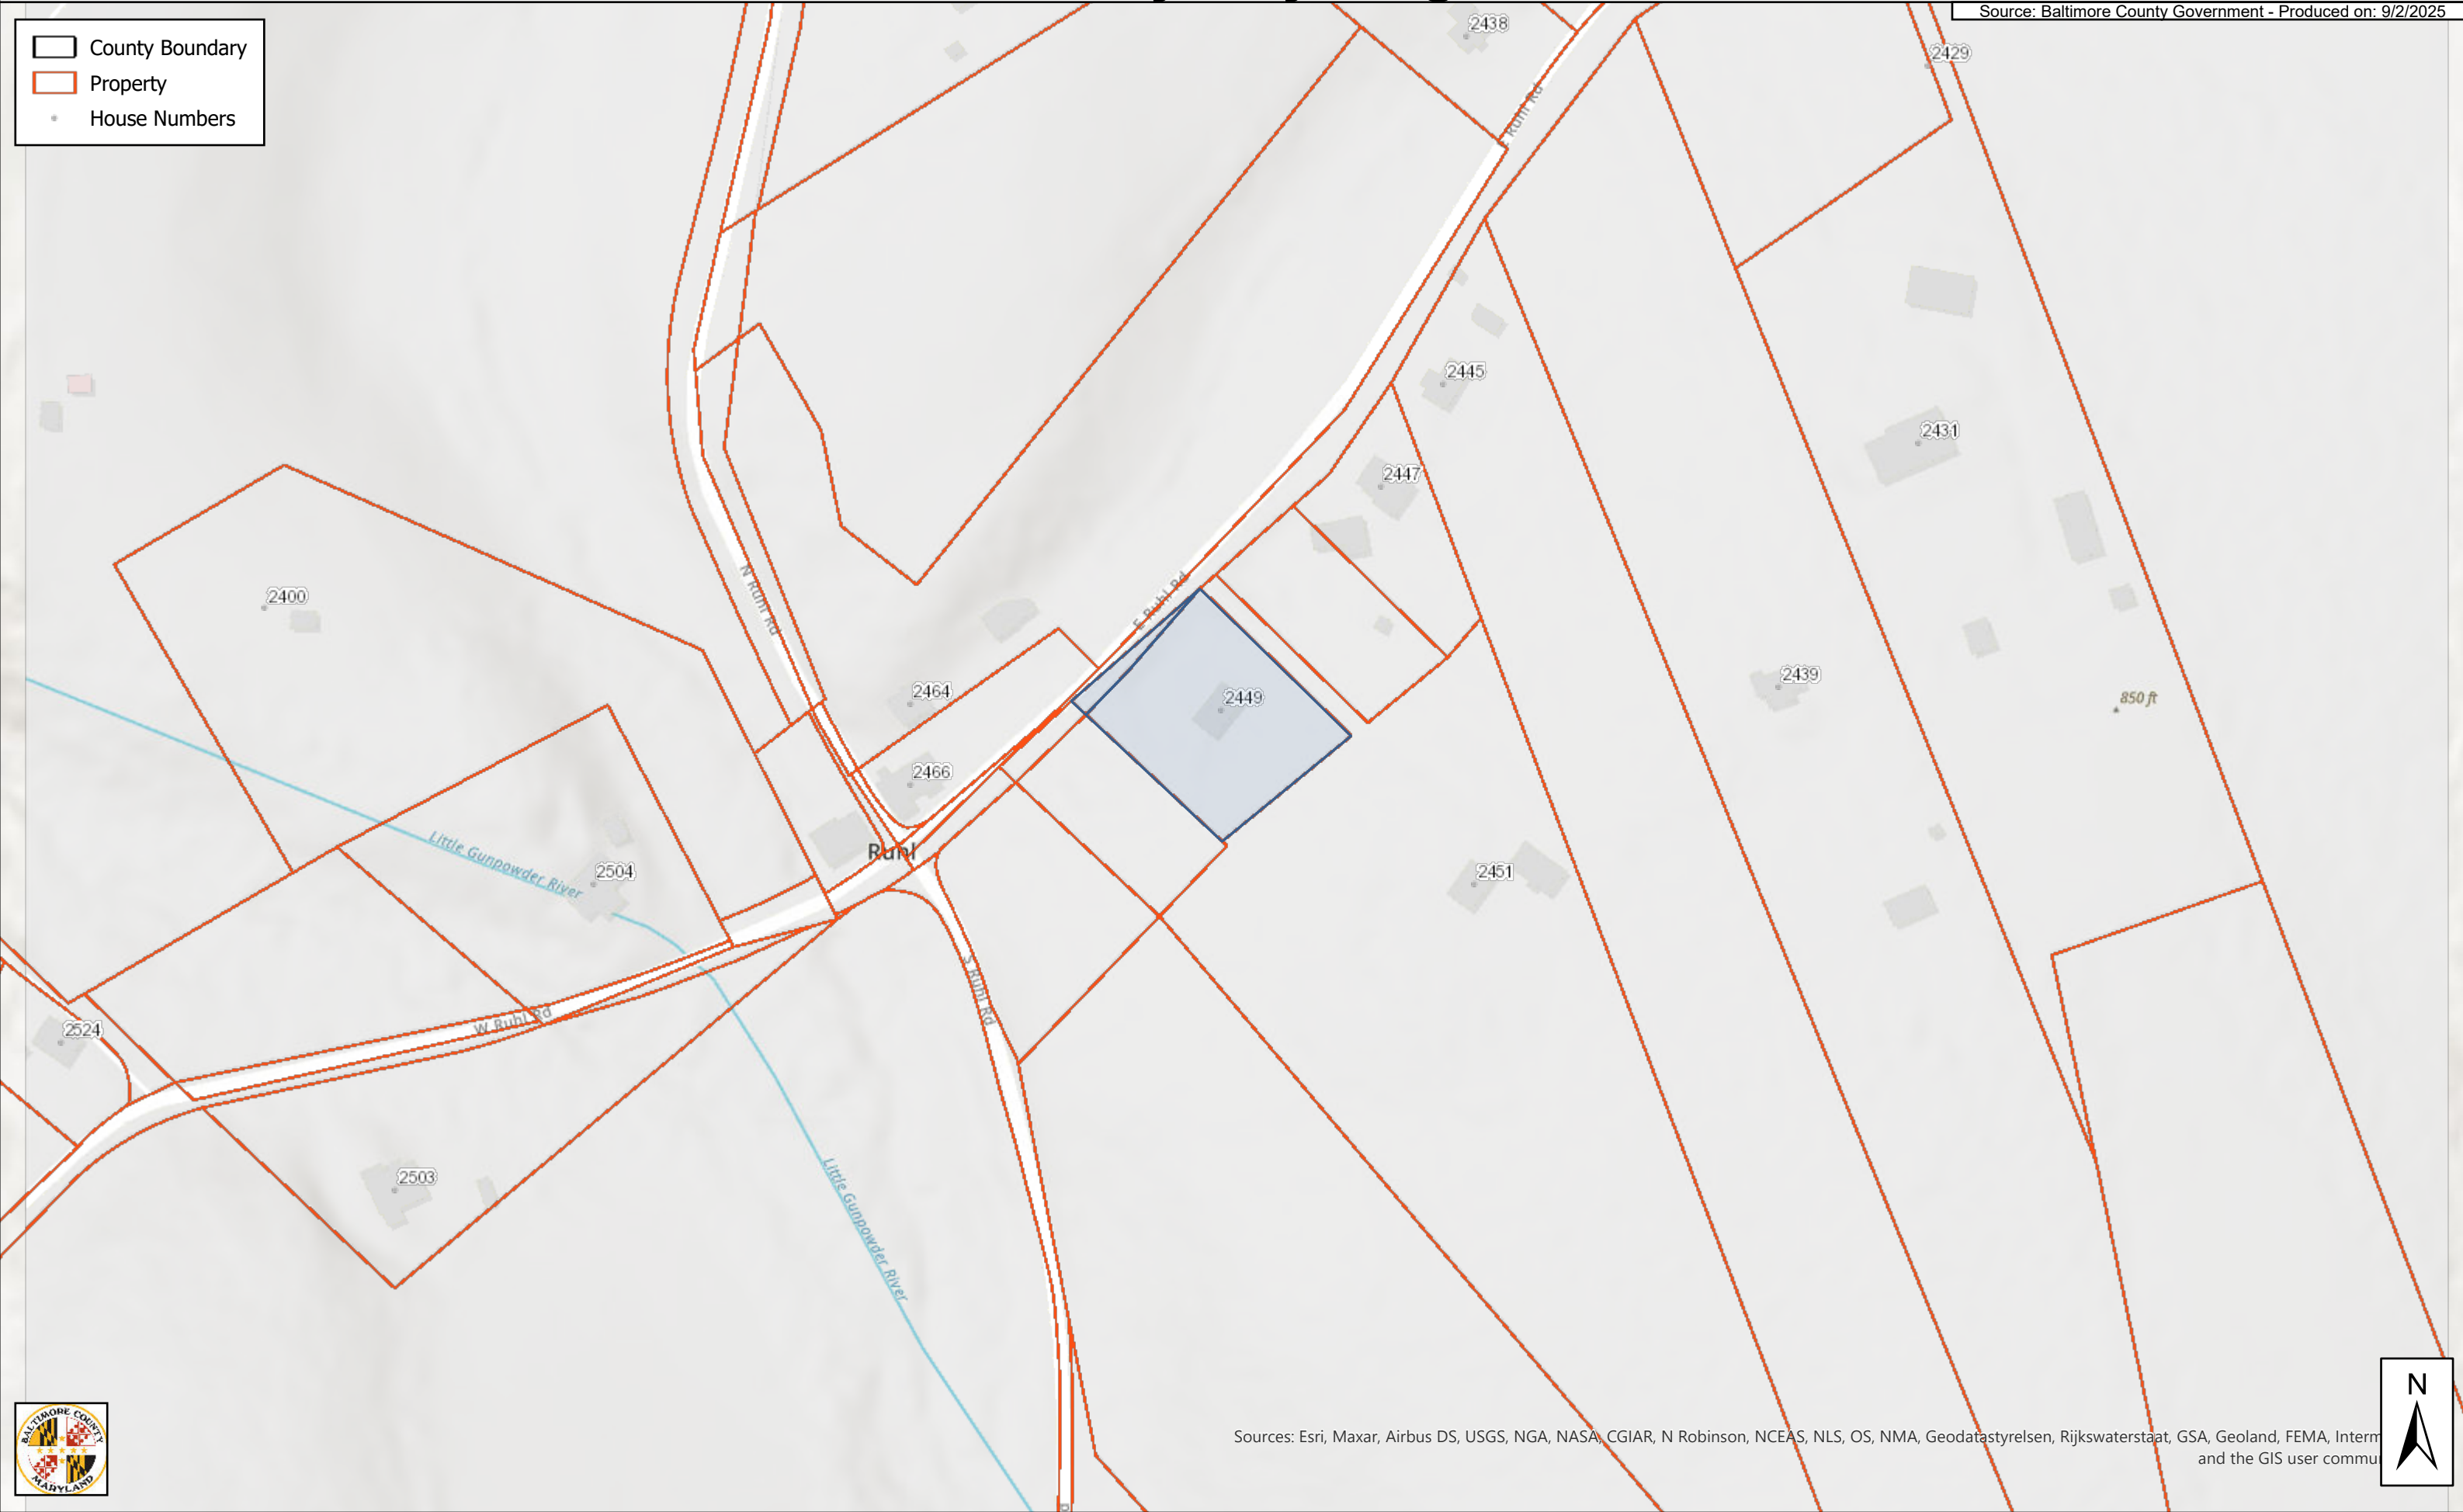 Source: Baltimore County Government - Produced on: 9/2/2025
County Boundary
Property
House Numbers
2438
2429
E Ruhl Rd
2445
2431
2447
N Ruhl Rd
2400
E Ruhl Rd
2464
2449
2439
850 ft
2466
Ruhl
Little Gunpowder River
2504
2451
S Ruhl Rd
W Ruhl Rd
2524
2503
Little Gunpowder River
N
BALTIMORE COUNTY
MARYLAND
Sources: Esri, Maxar, Airbus DS, USGS, NGA, NASA, CGIAR, N Robinson, NCEAS, NLS, OS, NMA, Geodatastyrelsen, Rijkswaterstaat, GSA, Geoland, FEMA, Interm
and the GIS user commu